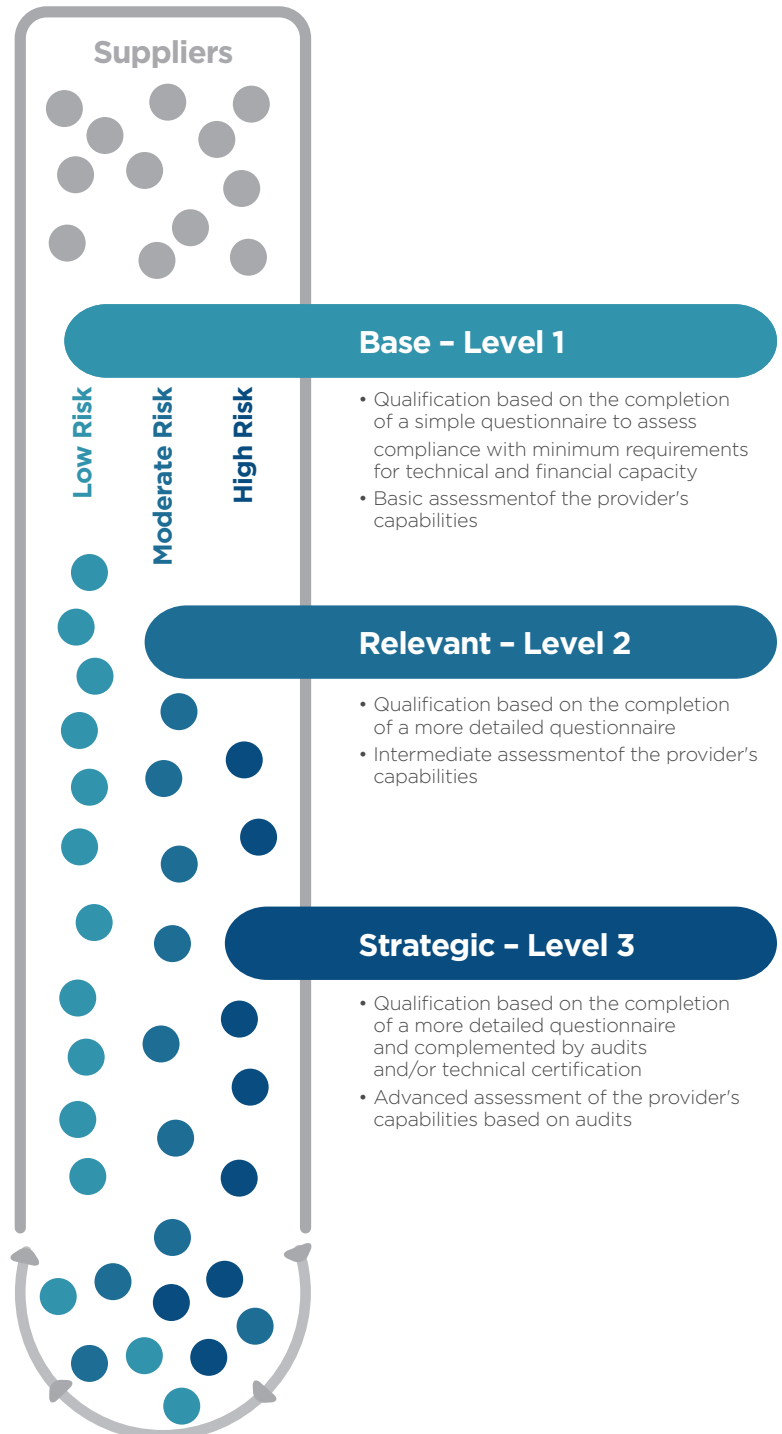 Suppliers
Base – Level 1
Low Risk
Moderate Risk
High Risk
• Qualification based on the completion
of a simple questionnaire to assess
compliance with minimum requirements
for technical and financial capacity
• Basic assessmentof the provider's
capabilities
Relevant – Level 2
• Qualification based on the completion
of a more detailed questionnaire
• Intermediate assessmentof the provider's
capabilities
Strategic – Level 3
• Qualification based on the completion
of a more detailed questionnaire
and complemented by audits
and/or technical certification
• Advanced assessment of the provider's
capabilities based on audits